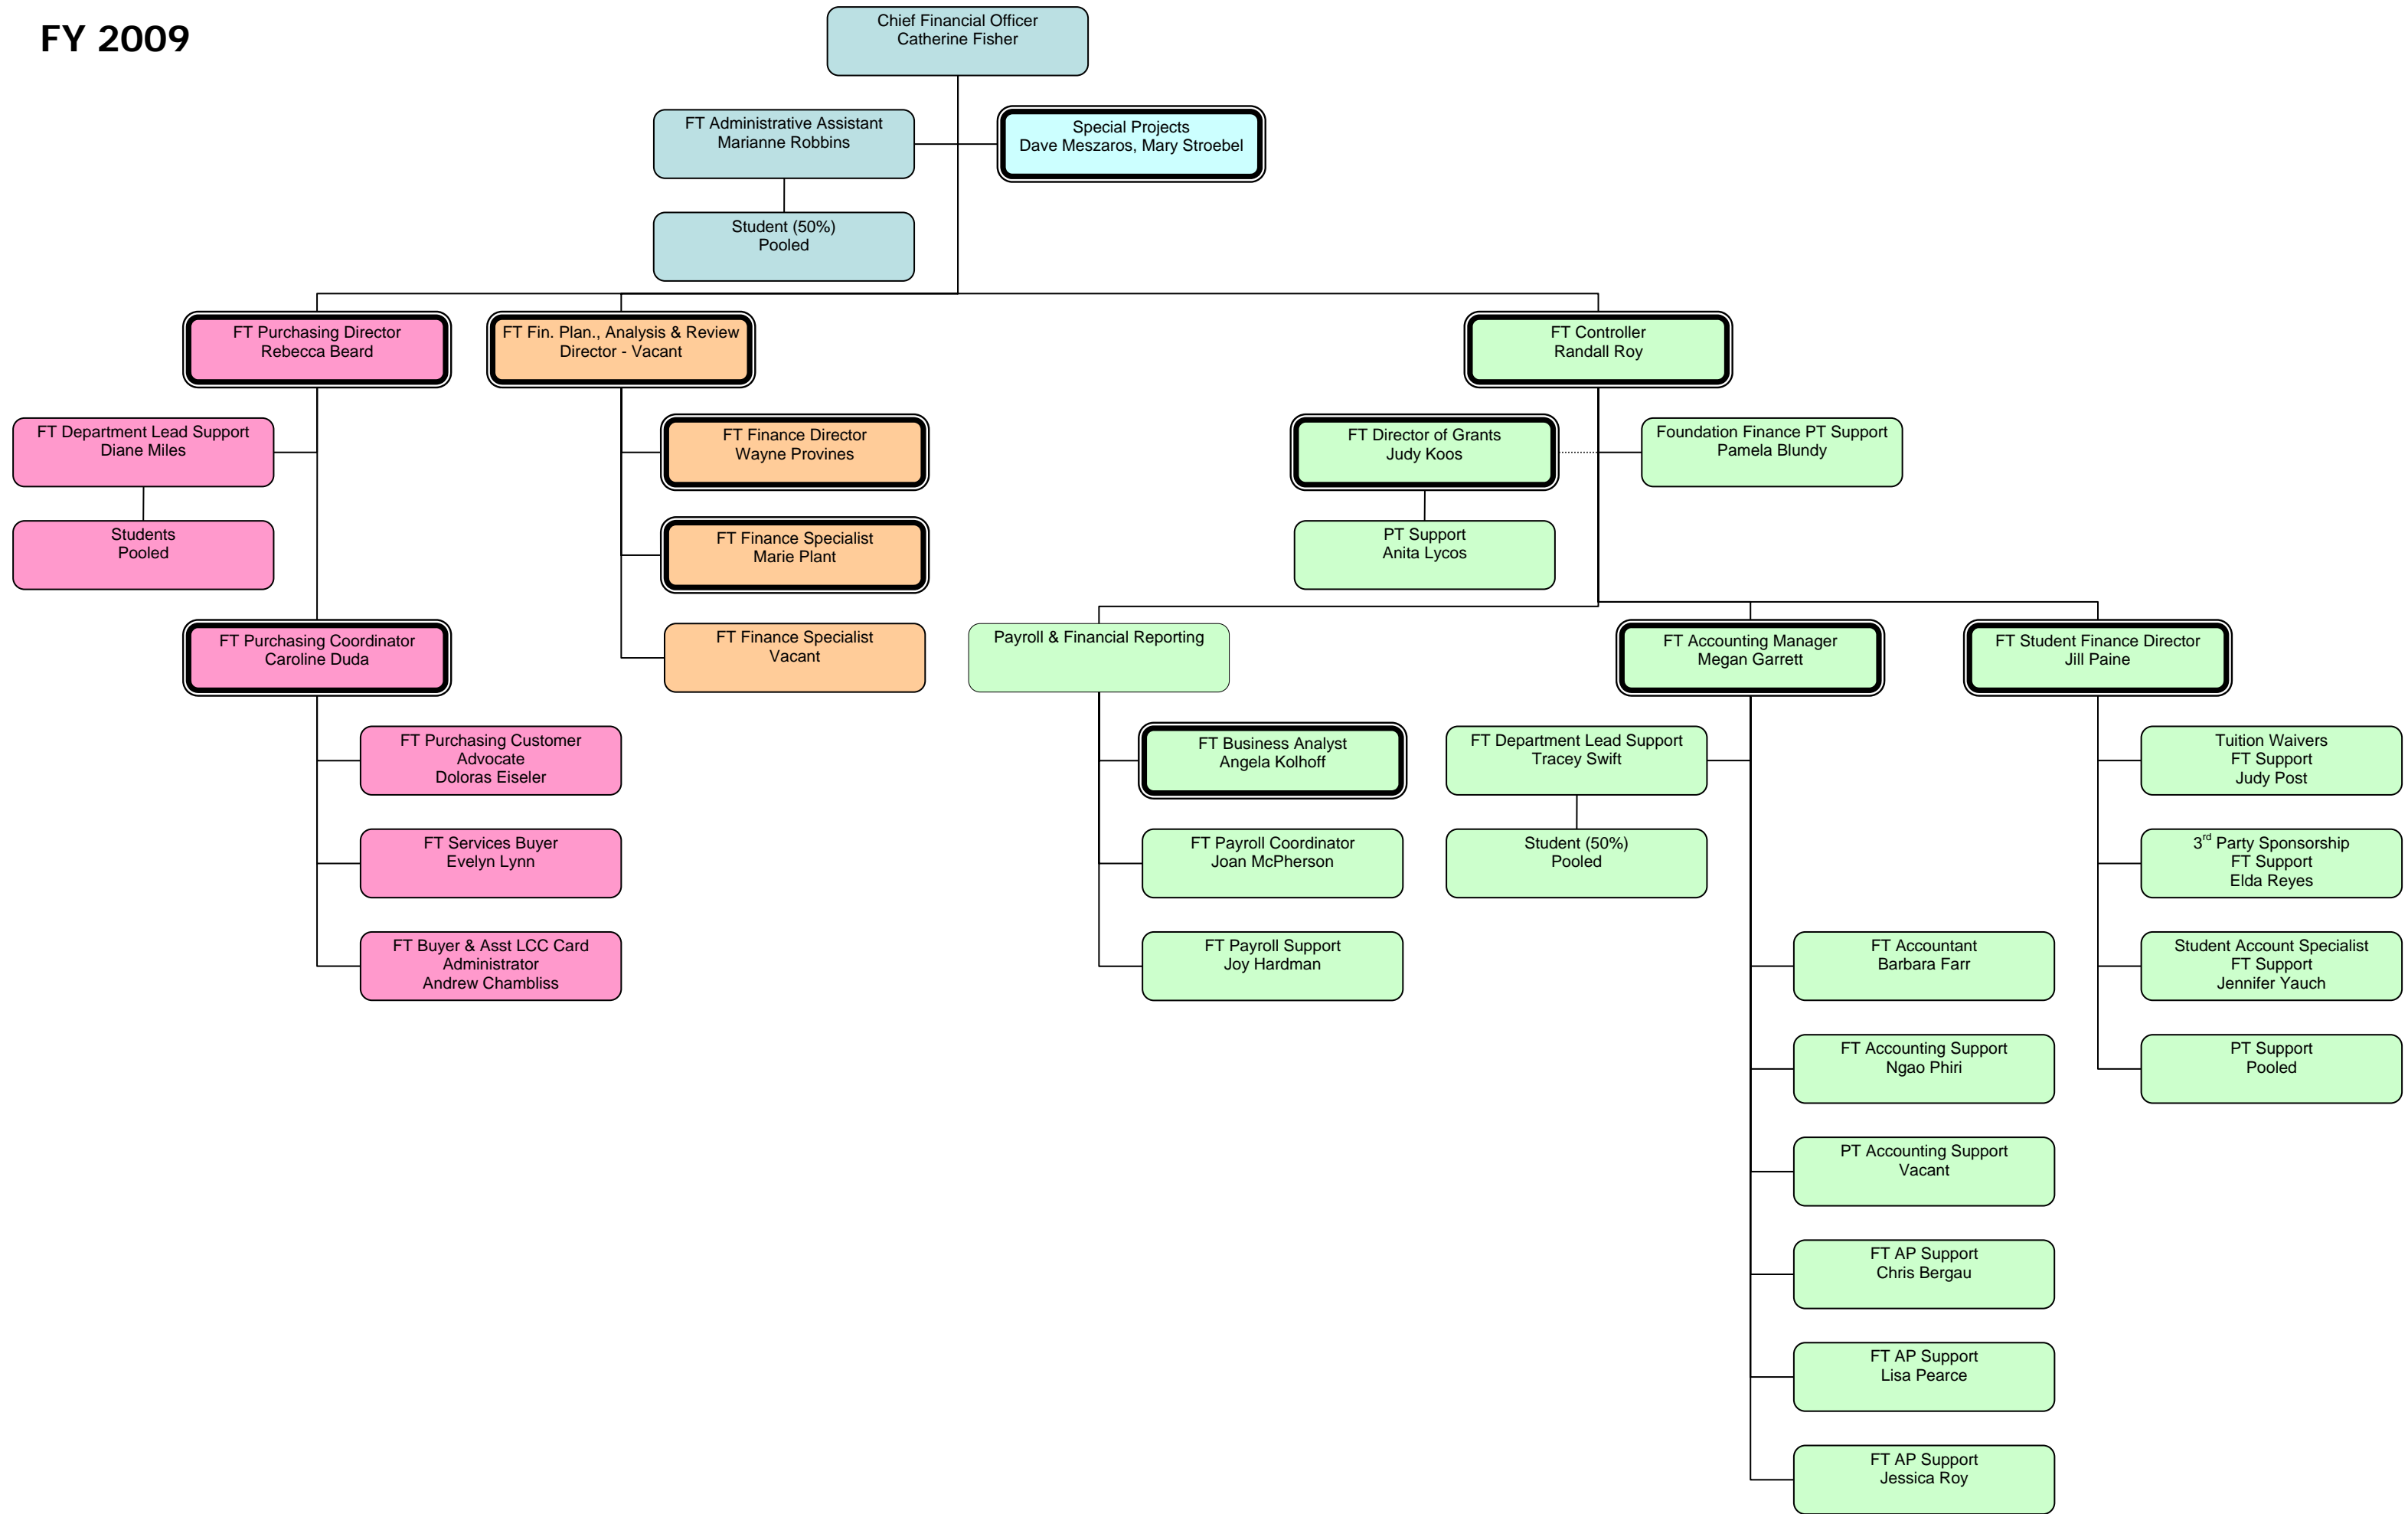 FY 2009
Chief Financial Officer
Catherine Fisher
FT Administrative Assistant
Marianne Robbins
Special Projects
Dave Meszaros, Mary Stroebel
Student (50%)
Pooled
FT Purchasing Director
Rebecca Beard
FT Fin. Plan., Analysis & Review
Director - Vacant
FT Controller
Randall Roy
FT Department Lead Support
Diane Miles
FT Finance Director
Wayne Provines
FT Director of Grants
Judy Koos
Foundation Finance PT Support
Pamela Blundy
Students
Pooled
FT Finance Specialist
Marie Plant
PT Support
Anita Lycos
FT Purchasing Coordinator
Caroline Duda
FT Finance Specialist
Vacant
Payroll & Financial Reporting
FT Accounting Manager
Megan Garrett
FT Student Finance Director
Jill Paine
FT Purchasing Customer
Advocate
Doloras Eiseler
FT Business Analyst
Angela Kolhoff
FT Department Lead Support
Tracey Swift
Tuition Waivers
FT Support
Judy Post
FT Services Buyer
Evelyn Lynn
FT Payroll Coordinator
Joan McPherson
Student (50%)
Pooled
3rd Party Sponsorship
FT Support
Elda Reyes
FT Buyer & Asst LCC Card
Administrator
Andrew Chambliss
FT Payroll Support
Joy Hardman
FT Accountant
Barbara Farr
Student Account Specialist
FT Support
Jennifer Yauch
FT Accounting Support
Ngao Phiri
PT Support
Pooled
PT Accounting Support
Vacant
FT AP Support
Chris Bergau
FT AP Support
Lisa Pearce
FT AP Support
Jessica Roy